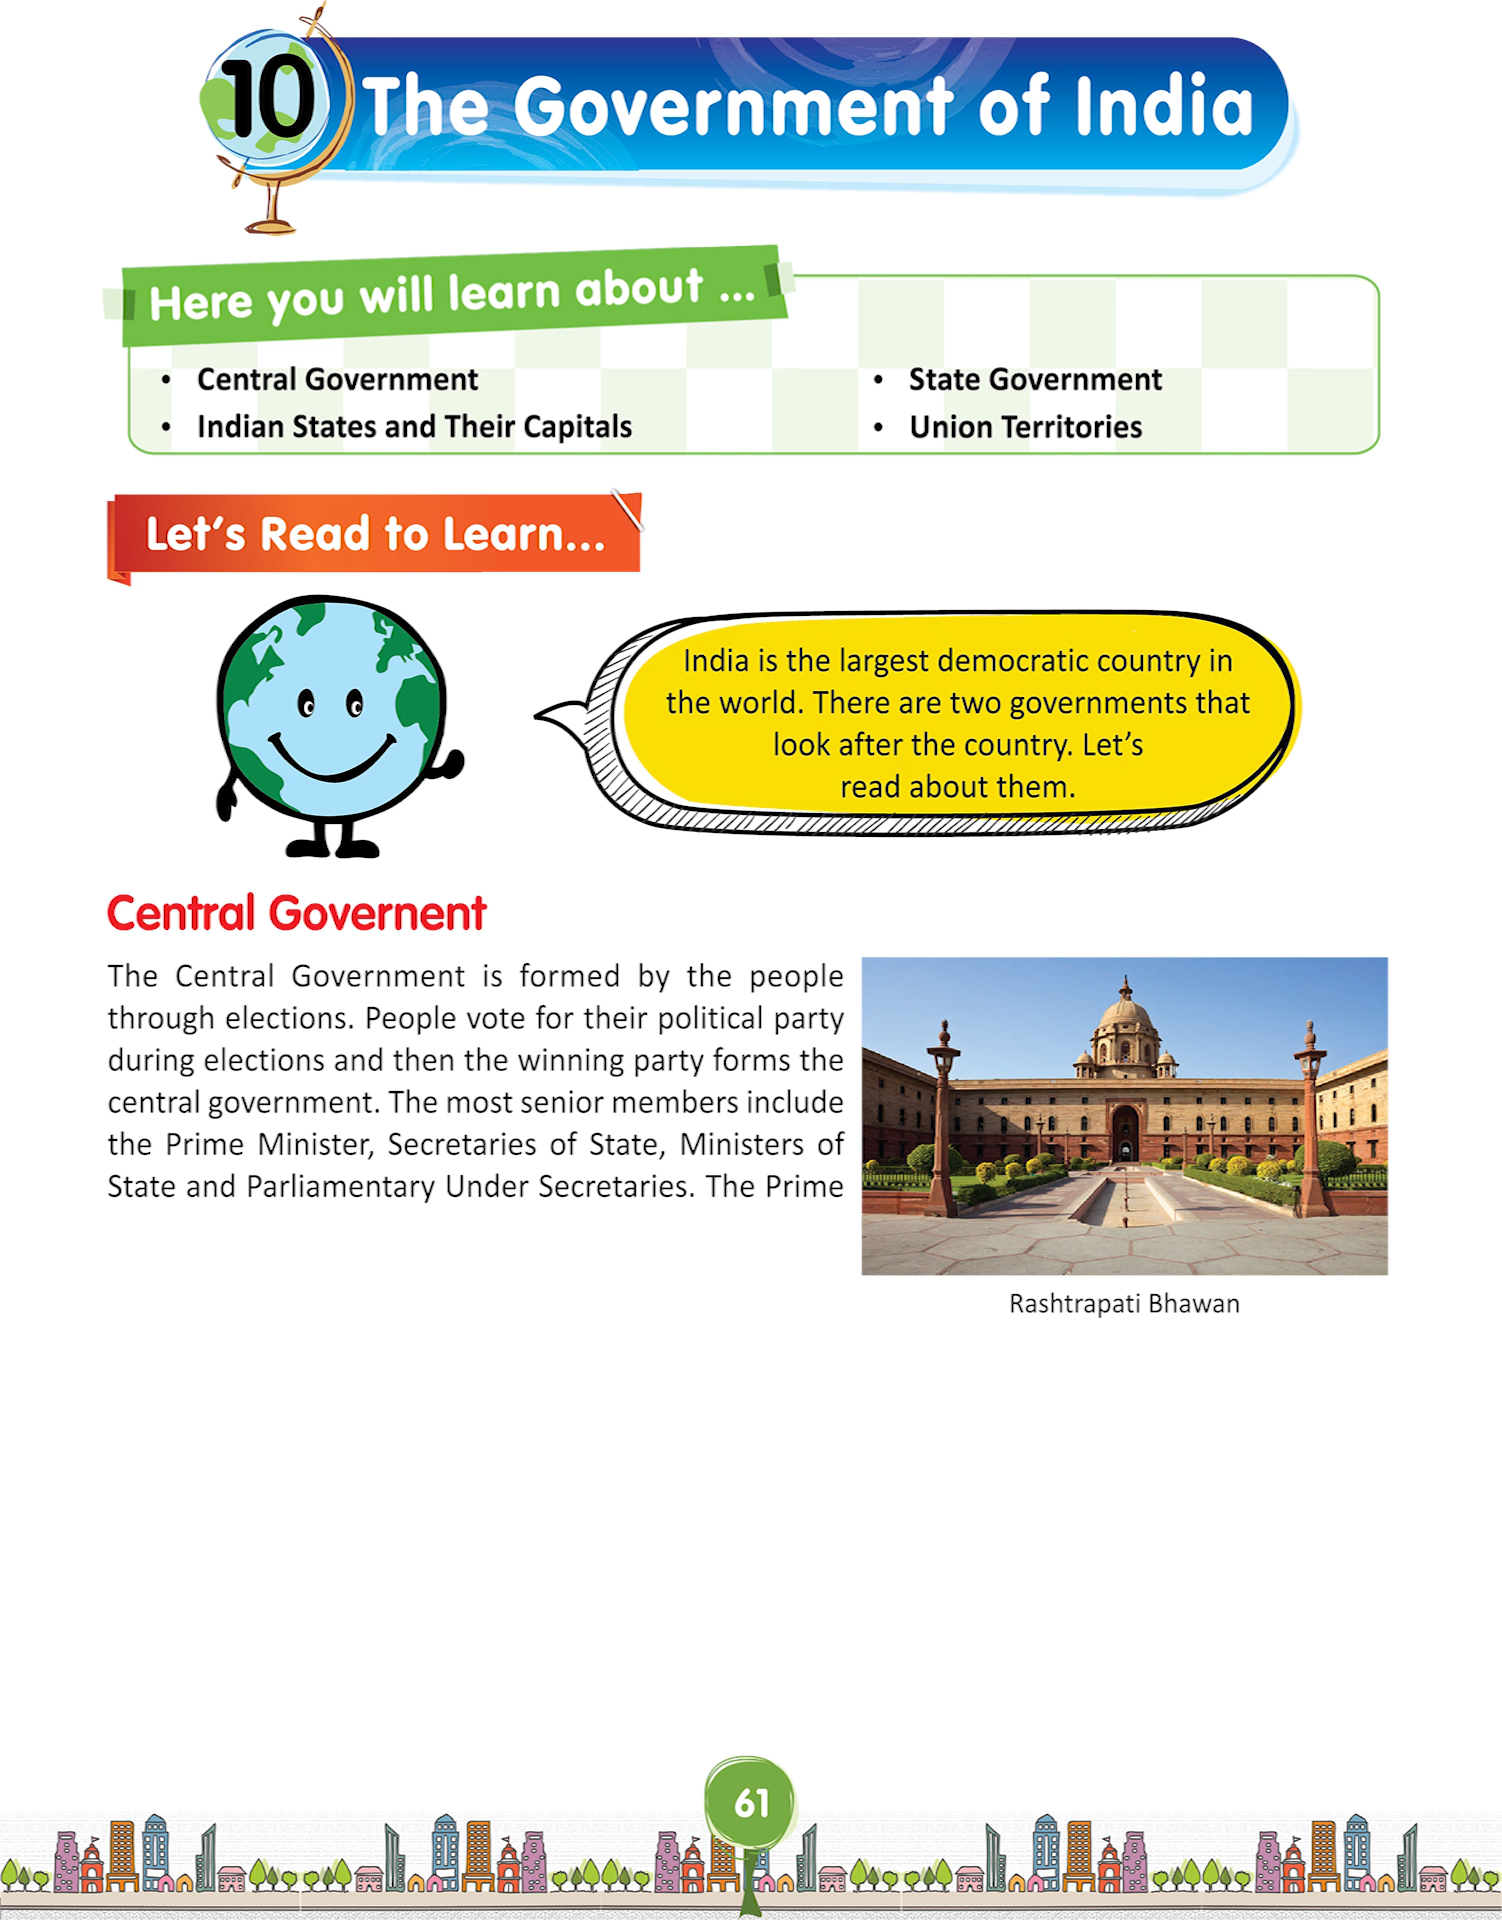 10
The Government of India
Here you will learn about ...
• Central Government
• Indian States and Their Capitals
• State Government
• Union Territories
Let's Read to Learn...
India is the largest democratic country in
the world. There are two governments that
look after the country. Let’s
read about them.
Central Governent
The Central Government is formed by the people
through elections. People vote for their political party
during elections and then the winning party forms the
central government. The most senior members include
the Prime Minister, Secretaries of State, Ministers of
State and Parliamentary Under Secretaries. The Prime
Rashtrapati Bhawan
61